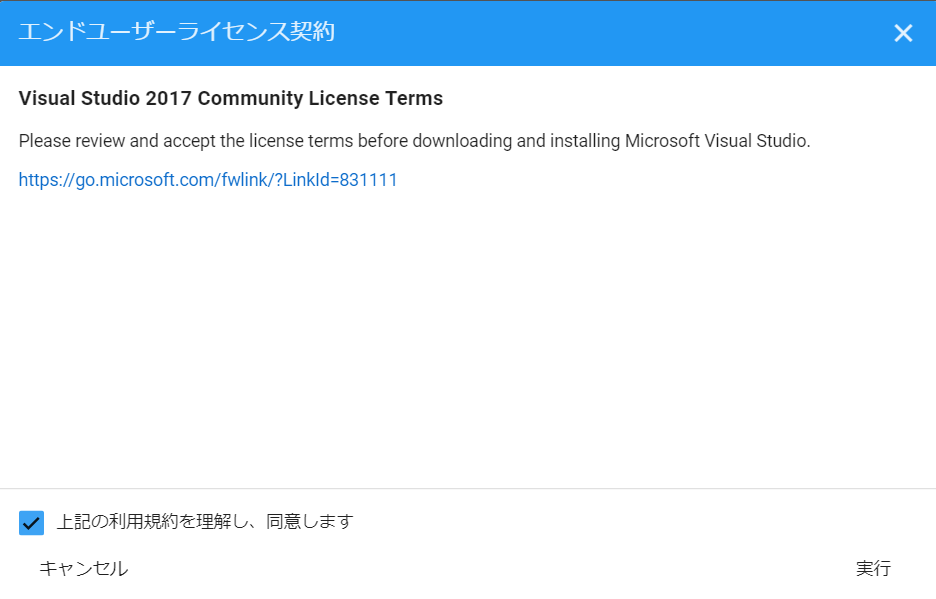 エンドユーザーライセンス契約
Visual Studio 2017 Community License Terms
Please review and accept the license terms before downloading and installing Microsoft Visual Studio.
https://go.microsoft.com/fwlink/?LinkId=831111
上記の利用規約を理解し、同意します
キャンセル
実行